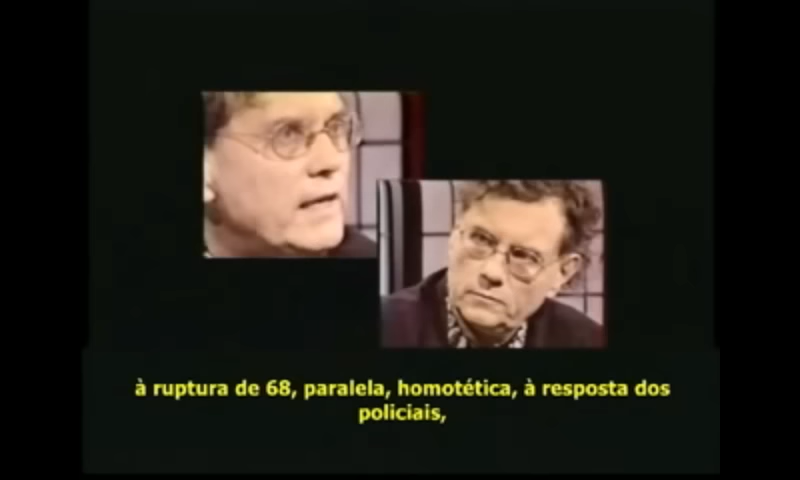 à ruptura de 68, paralela, homotética, à resposta dos
policiais,